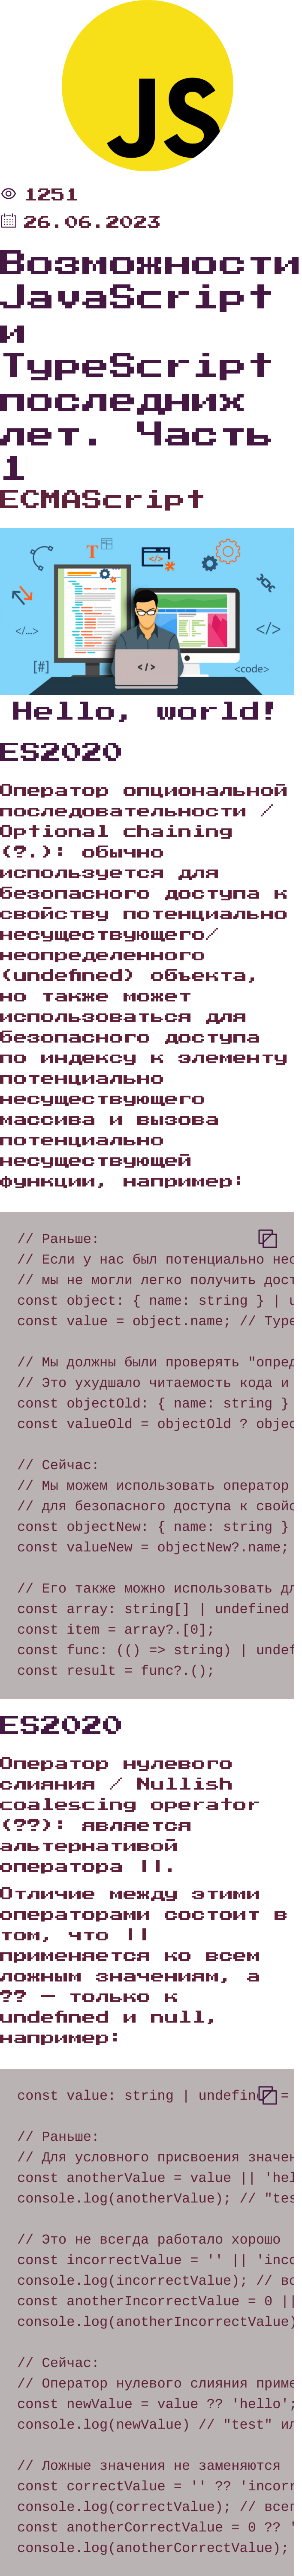 JS
1251
26.06.2023
Возможности
JavaScript
и
TypeScript
последних
лет. Часть
1
ECMAScript
T
</>
</...>
</>
[#]
</>
<code>
Hello, world!
ES2020
Оператор опциональной
последовательности /
Optional chaining
(?.): обычно
используется для
безопасного доступа к
свойству потенциально
несуществующего/
неопределенного
(undefined) объекта,
но также может
использоваться для
безопасного доступа
по индексу к элементу
потенциально
несуществующего
массива и вызова
потенциально
несуществующей
функции, например:
// Раньше:
// Если у нас был потенциально нес
// мы не могли легко получить дост
const object: { name: string } | u
const value = object.name; // Type
// Мы должны были проверять "опред
// Это ухудшало читаемость кода и
const objectOld: { name: string }
const valueOld = objectOld ? objec
// Сейчас:
// Мы можем использовать оператор
// для безопасного доступа к свойс
const objectNew: { name: string }
const valueNew = objectNew?.name;
// Его также можно использовать дл
const array: string[] | undefined
const item = array?.[0];
const func: (() => string) | undef
const result = func?.();
ES2020
Оператор нулевого
слияния / Nullish
coalescing operator
(??): является
альтернативой
оператора ||.
Отличие между этими
операторами состоит в
том, что ||
применяется ко всем
ложным значениям, а
?? — только к
undefined и null,
например:
const value: string | undefined =
// Раньше:
// Для условного присвоения значен
const anotherValue = value || 'hel
console.log(anotherValue); // "tes
// Это не всегда работало хорошо
const incorrectValue = '' || 'inco
console.log(incorrectValue); // вс
const anotherIncorrectValue = 0 ||
console.log(anotherIncorrectValue)
// Сейчас:
// Оператор нулевого слияния приме
const newValue = value ?? 'hello';
console.log(newValue) // "test" ил
// Ложные значения не заменяются
const correctValue = '' ?? 'incorr
console.log(correctValue); // всег
const anotherCorrectValue = 0 ?? '
console.log(anotherCorrectValue);